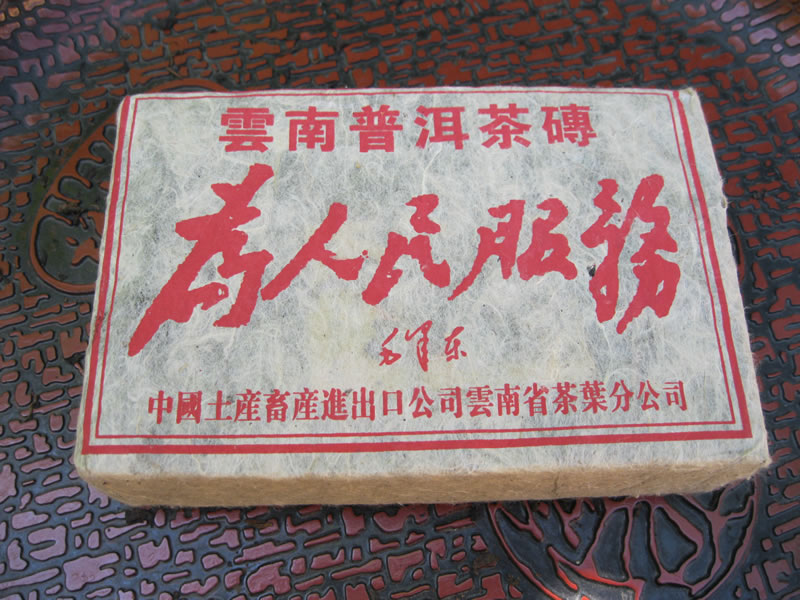 雲南普洱茶磚
為人民服務
毛澤东
中國土産畜産進出口公司雲南省茶葉分公司